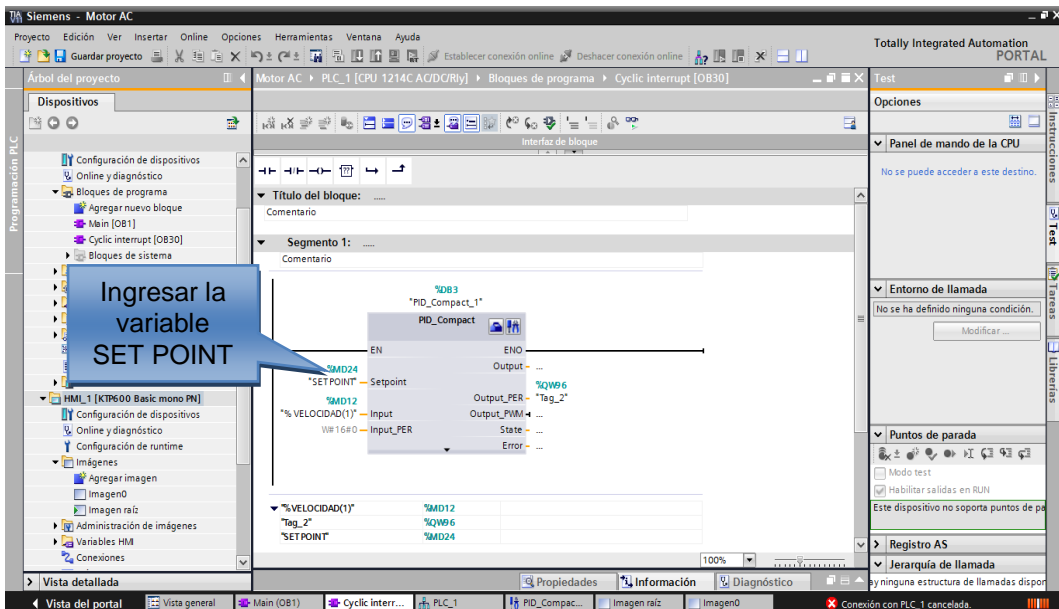 Siemens - Motor AC
Proyecto Edición Ver Insertar Online Opciones Herramientas Ventana Ayuda
Totally Integrated Automation
PORTAL
Guardar proyecto
Establecer conexión online
Deshacer conexión online
Árbol del proyecto
Motor AC PLC_1 [CPU 1214C AC/DC/Rly] Bloques de programa Cyclic interrupt [OB30]
Test
Dispositivos
Opciones
Programación PLC
Interfaz de bloque
Panel de mando de la CPU
No se puede acceder a este destino.
Configuración de dispositivos
Online y diagnóstico
Bloques de programa
Agregar nuevo bloque
Main [OB1]
Cyclic interrupt [OB30]
Bloques de sistema
Título del bloque: .....
Comentario
Segmento 1: .....
Comentario
Ingresar la
variable
SET POINT
%DB3
"PID_Compact_1"
PID_Compact
EN ENO
Output ...
%MD24
"SET POINT" Setpoint
%QW96
Output_PER "Tag_2"
%MD12
"% VELOCIDAD(1)" Input
Output_PWM ...
W#16#0 Input_PER
State ...
Error ...
"%VELOCIDAD(1)" %MD12
"Tag_2" %QW96
"SET POINT" %MD24
100%
HMI_1 [KTP600 Basic mono PN]
Configuración de dispositivos
Online y diagnóstico
Configuración de runtime
Imágenes
Agregar imagen
Imagen0
Imagen raíz
Administración de imágenes
Variables HMI
Conexiones
Entorno de llamada
No se ha definido ninguna condición.
Modificar ...
Puntos de parada
Modo test
Habilitar salidas en RUN
Este dispositivo no soporta puntos de pa
Registro AS
Jerarquía de llamada
ay ninguna estructura de llamadas dispor
Instrucciones
Test
Tareas
Librerías
Vista detallada
Propiedades
Información
Diagnóstico
Vista del portal
Vista general
Main (OB1)
Cyclic interr...
PLC_1
PID_Compac...
Imagen raíz
Imagen0
Conexión con PLC_1 cancelada.